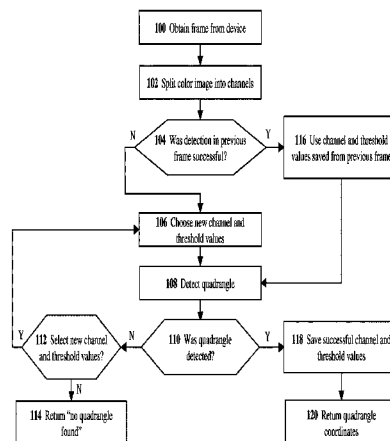 100 Obtain frame from device
102 Split color image into channels
N
104 Was detection in previous
frame successful?
Y
116 Use channel and threshold
values saved from previous frame
106 Choose new channel and
threshold values
108 Detect quadrangle
Y
112 Select new channel
and threshold values?
N
110 Was quadrangle
detected?
Y
118 Save successful channel and
threshold values
N
114 Return "no quadrangle
found"
120 Return quadrangle
coordinates